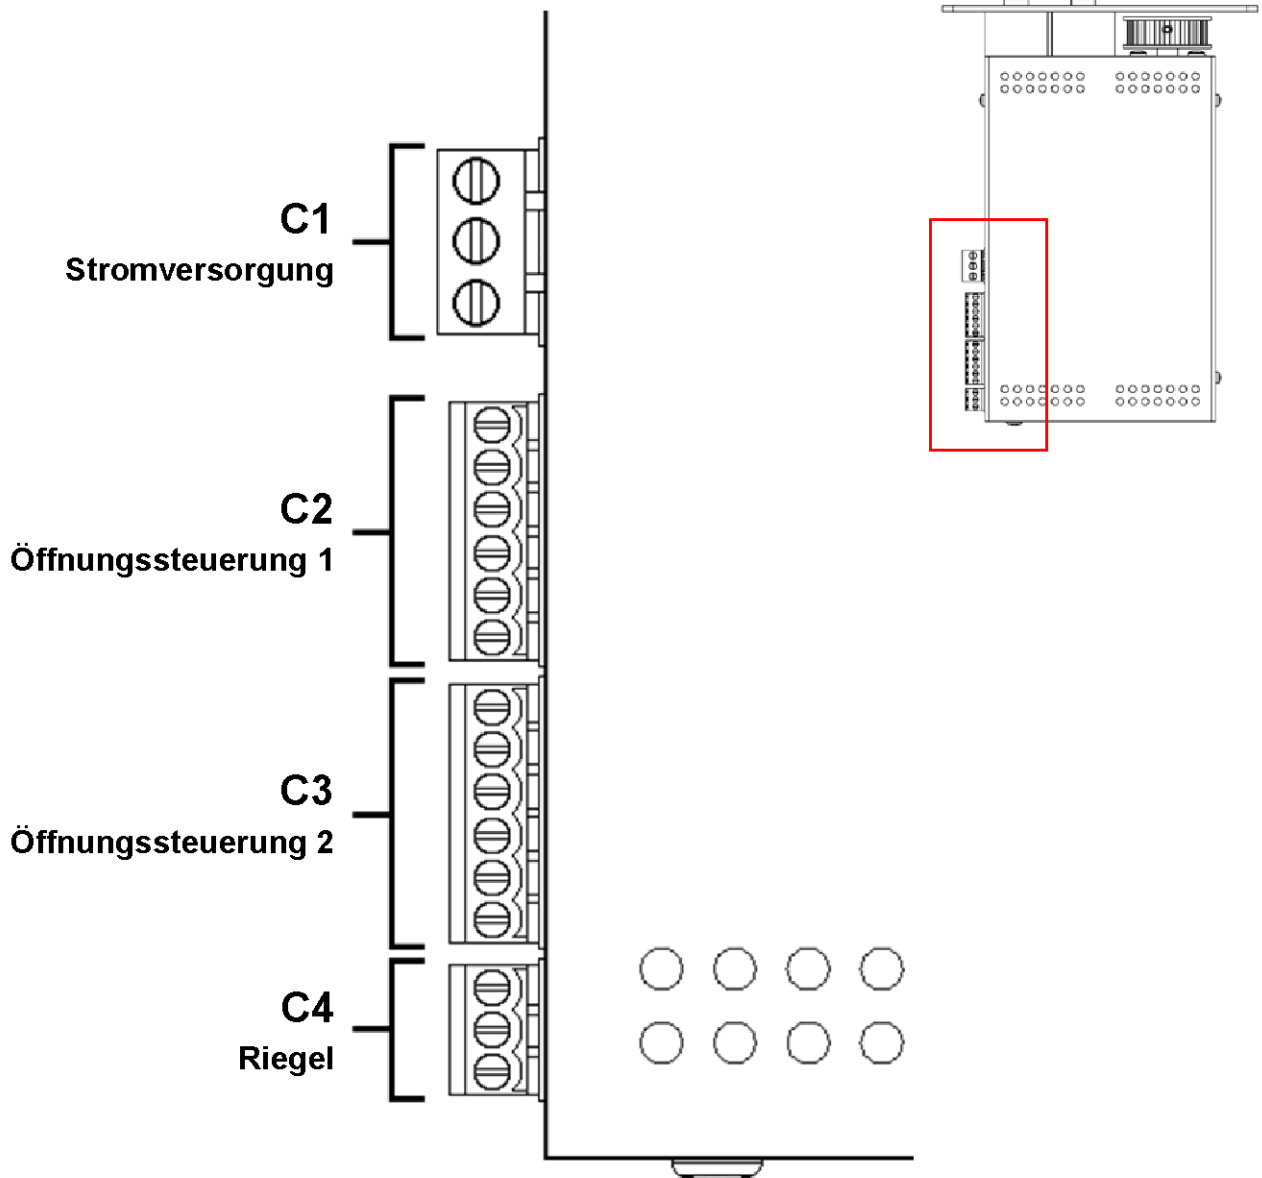 C1
Stromversorgung
C2
Öffnungssteuerung 1
C3
Öffnungssteuerung 2
C4
Riegel